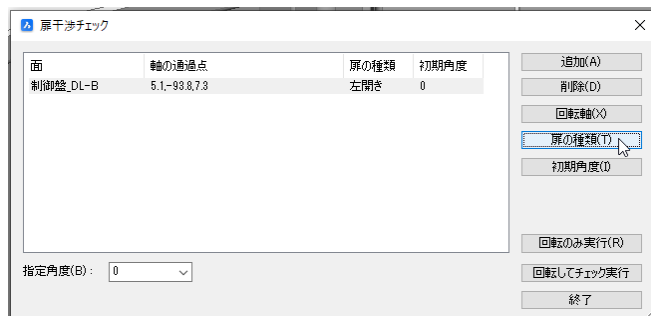 扉干渉チェック
面 軸の通過点 扉の種類 初期角度
制御盤_DL-B 5.1,-93.8,7.3 左開き 0
追加(A)
削除(D)
回転軸(X)
扉の種類(T)
初期角度(I)
回転のみ実行(R)
指定角度(B): 0
回転してチェック実行
終了